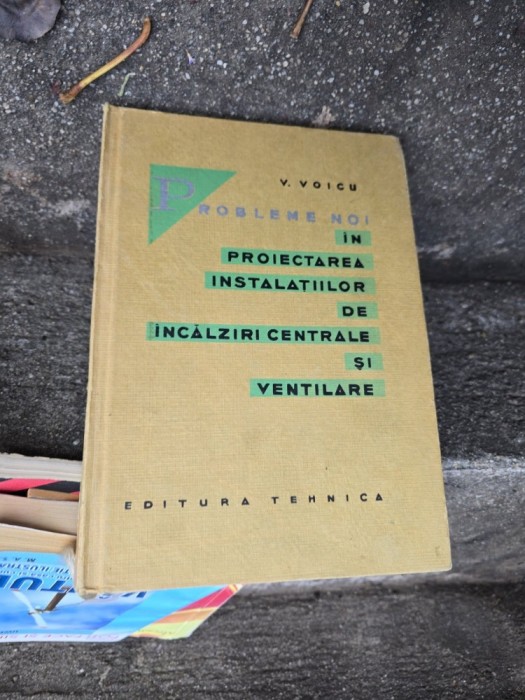 V. VOICU
PROBLEME NOI
ÎN
PROIECTAREA
INSTALAȚIILOR
DE
ÎNCĂLZIRI CENTRALE
ȘI
VENTILARE
EDITURA TEHNICA